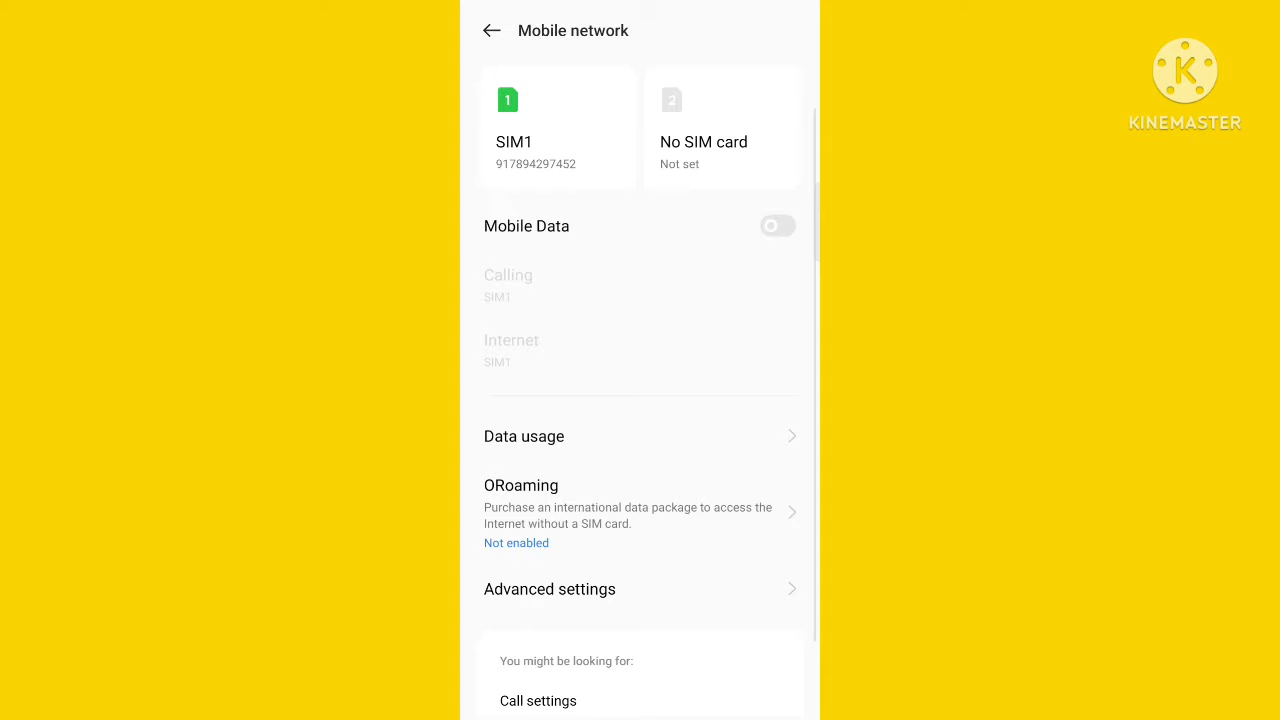 Mobile network
1
2
SIM1
No SIM card
917894297452
Not set
Mobile Data
Calling
SIM1
Internet
SIM1
Data usage
ORoaming
Purchase an international data package to access the
Internet without a SIM card.
Not enabled
Advanced settings
You might be looking for:
Call settings
K
KINEMASTER